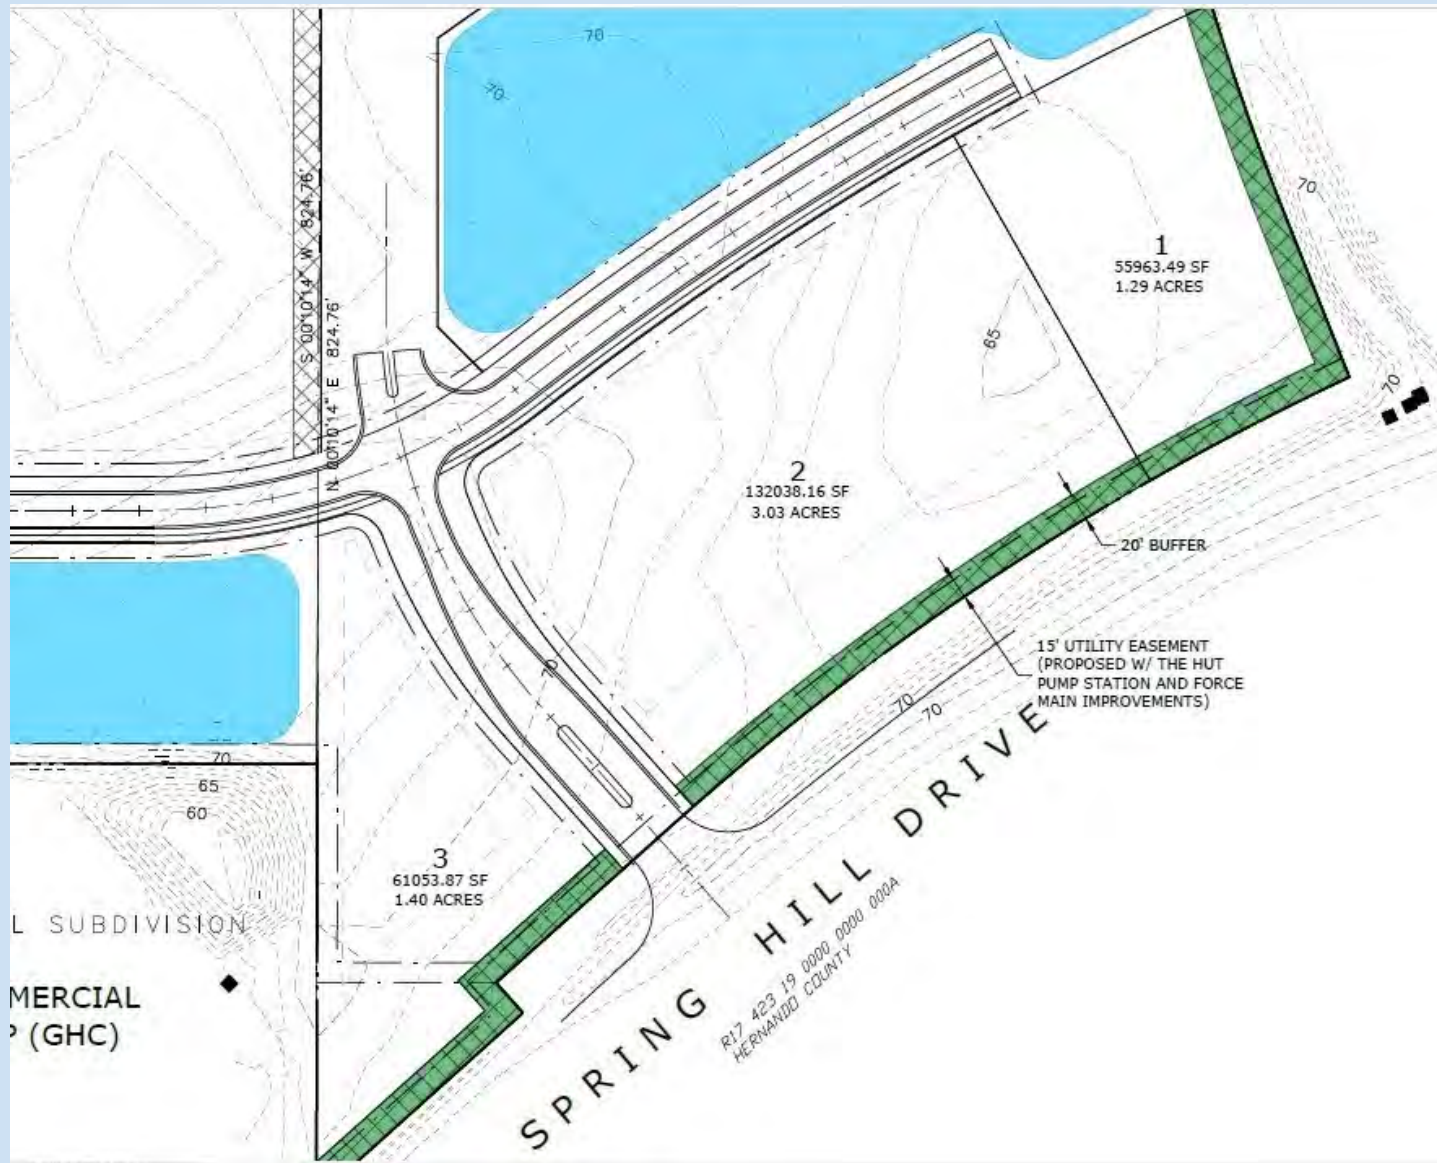 70
70
S 00°10'14" W 824.76'
N 00°10'14" E 824.76'
70
1
55963.49 SF
1.29 ACRES
65
70
2
132038.16 SF
3.03 ACRES
20' BUFFER
15' UTILITY EASEMENT
(PROPOSED W/ THE HUT
PUMP STATION AND FORCE
MAIN IMPROVEMENTS)
70
70
70
70
65
60
3
61053.87 SF
1.40 ACRES
L SUBDIVISION
MERCIAL
P (GHC)
SPRING HILL DRIVE
R17 423 19 0000 0000 000A
HERNANDO COUNTY